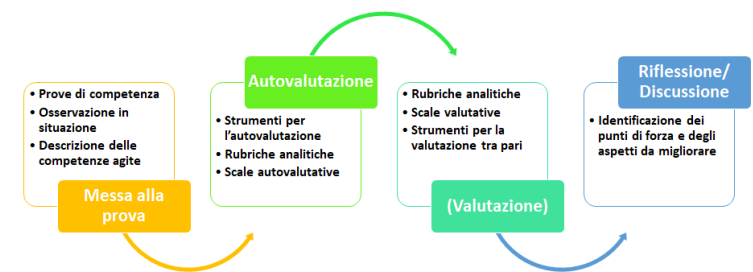 • Prove di competenza
• Osservazione in
situazione
• Descrizione delle
competenze agite
Messa alla
prova
Autovalutazione
• Strumenti per
l'autovalutazione
• Rubriche analitiche
• Scale autovalutative
• Rubriche analitiche
• Scale valutative
• Strumenti per la
valutazione tra pari
(Valutazione)
Riflessione/
Discussione
• Identificazione dei
punti di forza e degli
aspetti da migliorare